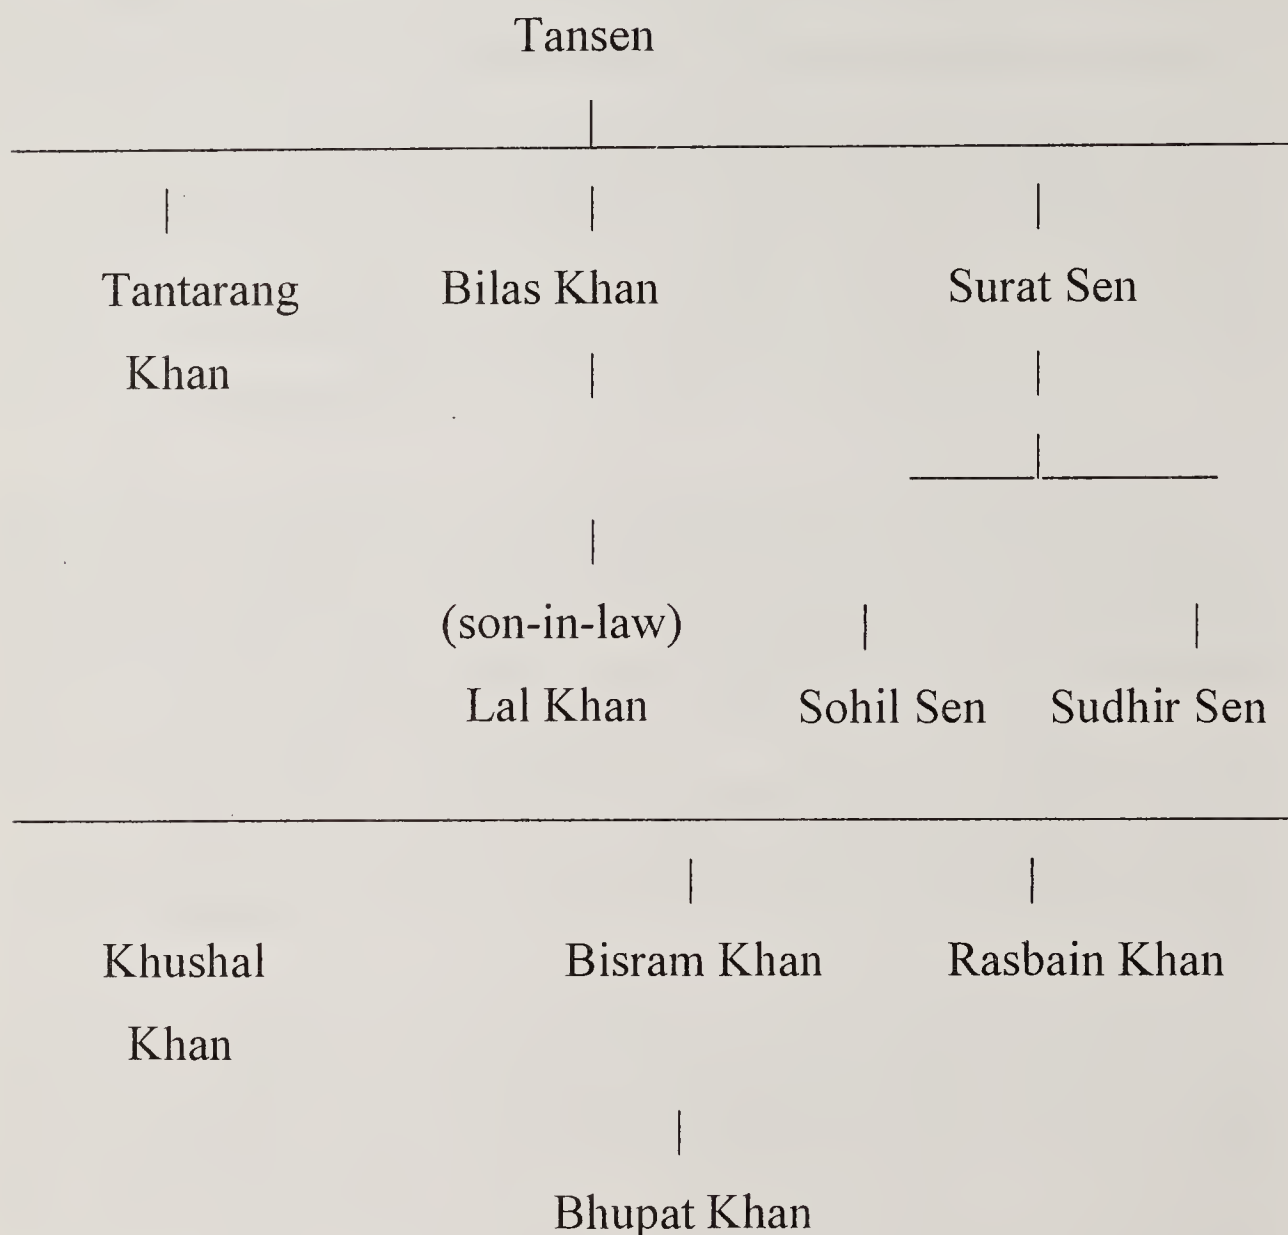 Tansen
Tantarang Bilas Khan Surat Sen
Khan
(son-in-law)
Lal Khan Sohil Sen Sudhir Sen
Khushal Bisram Khan Rasbain Khan
Khan
Bhupat Khan